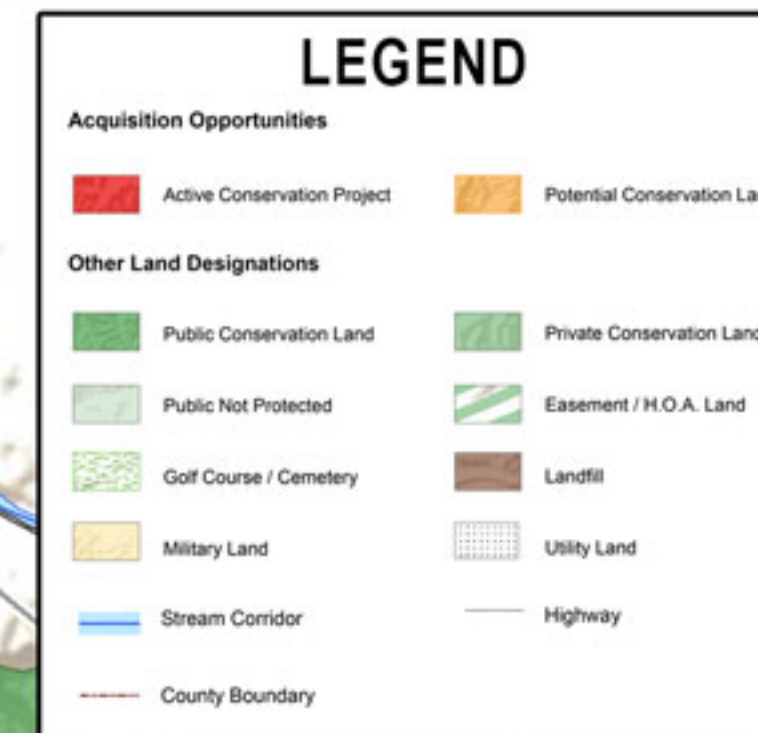 LEGEND
Acquisition Opportunities
Active Conservation Project
Potential Conservation
Other Land Designations
Public Conservation Land
Private Conservation Land
Public Not Protected
Easement / H.O.A. Land
Golf Course / Cemetery
Landfill
Military Land
Utility Land
Stream Corridor
Highway
County Boundary